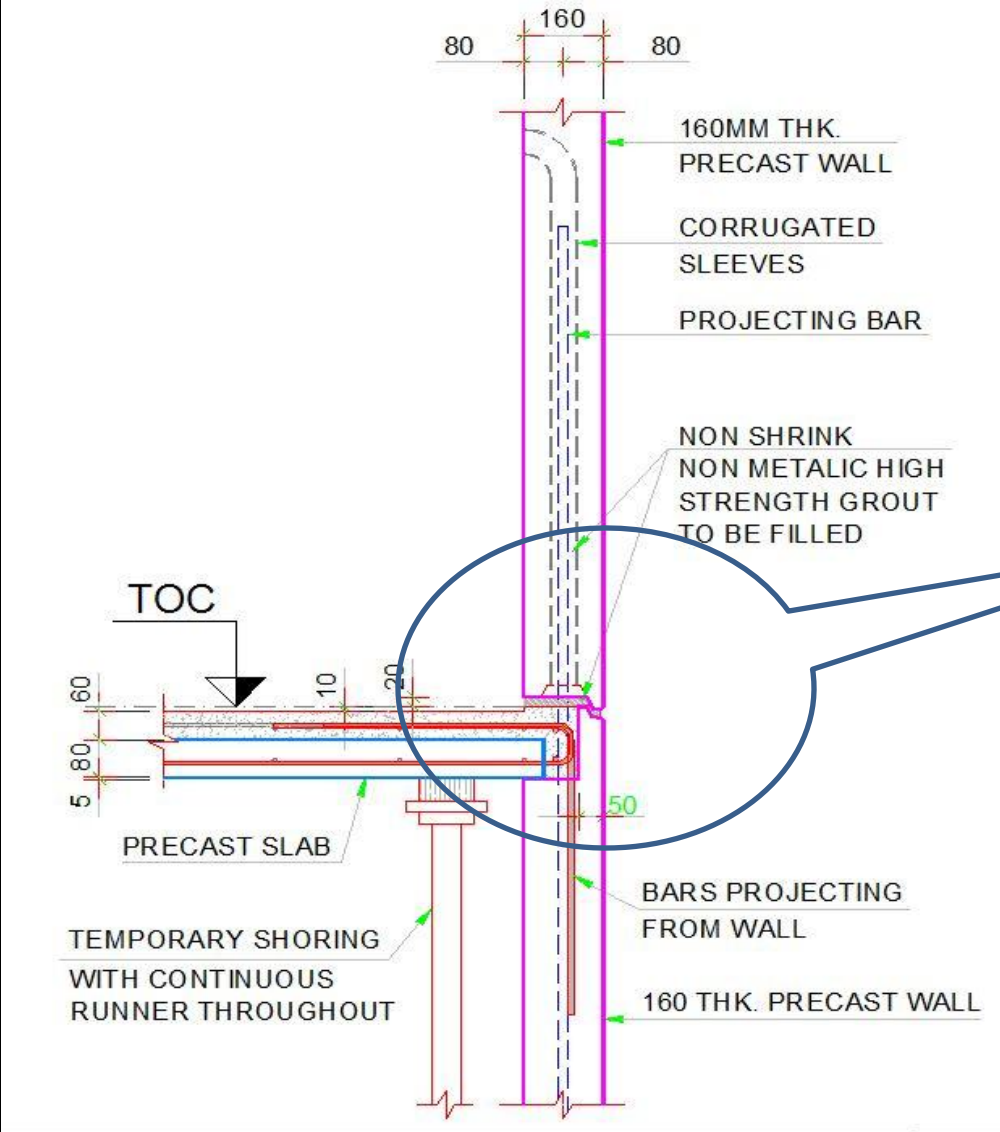 160
80
80
160MM THK.
PRECAST WALL
CORRUGATED
SLEEVES
PROJECTING BAR
NON SHRINK
NON METALIC HIGH
STRENGTH GROUT
TO BE FILLED
TOC
60
10
20
80
5
50
PRECAST SLAB
BARS PROJECTING
FROM WALL
TEMPORARY SHORING
WITH CONTINUOUS
RUNNER THROUGHOUT
160 THK. PRECAST WALL